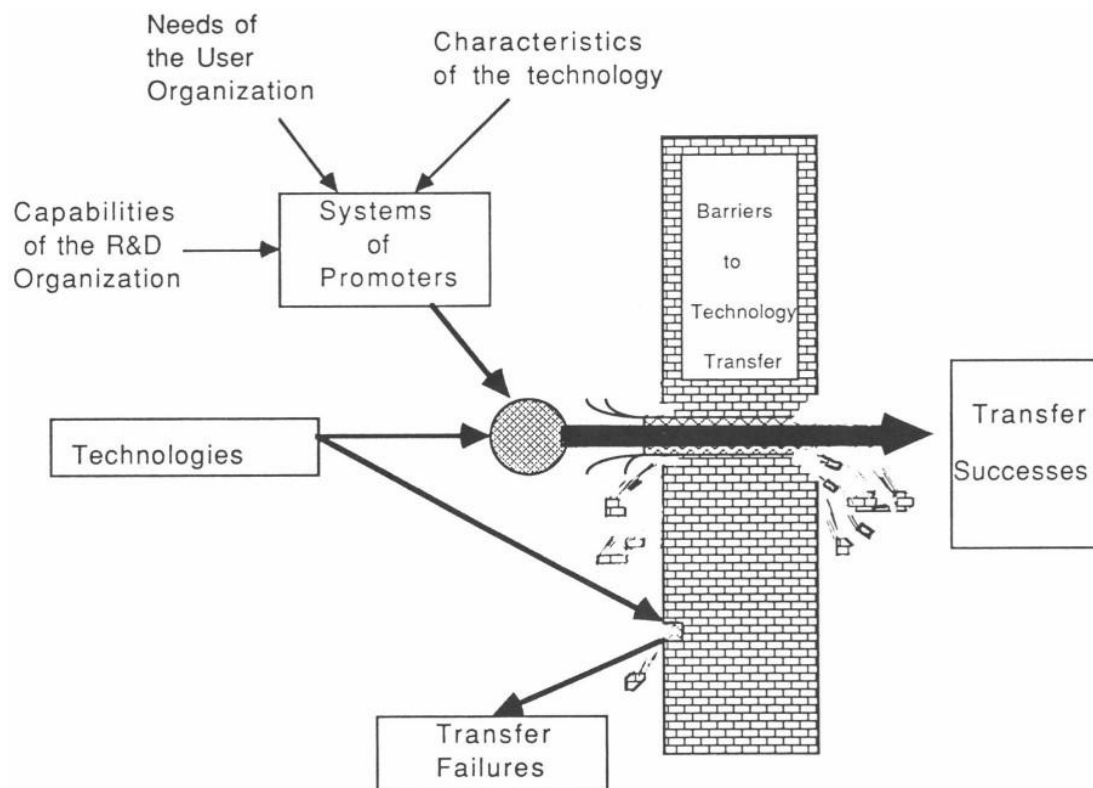 Needs of
the User
Organization
Characteristics
of the technology
Capabilities
of the R&D
Organization
Systems
of
Promoters
Barriers
to
Technology
Transfer
Technologies
Transfer
Successes
Transfer
Failures